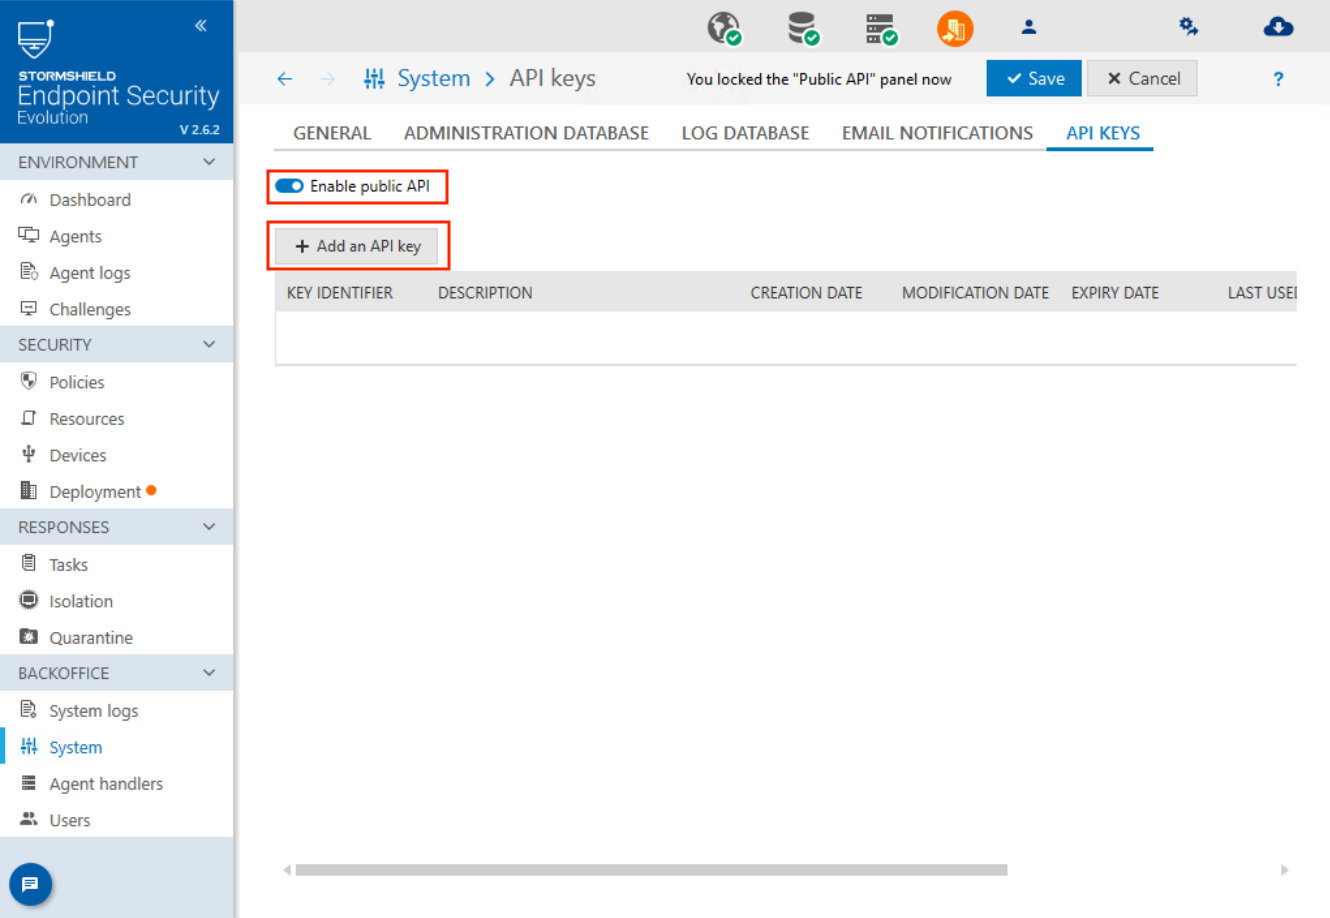 STORMSHIELD
Endpoint Security
Evolution
V 2.6.2
ENVIRONMENT
Dashboard
Agents
Agent logs
Challenges
SECURITY
Policies
Resources
Devices
Deployment
RESPONSES
Tasks
Isolation
Quarantine
BACKOFFICE
System logs
System
Agent handlers
Users
System > API keys
You locked the "Public API" panel now
Save
Cancel
?
GENERAL ADMINISTRATION DATABASE LOG DATABASE EMAIL NOTIFICATIONS API KEYS
Enable public API
+ Add an API key
KEY IDENTIFIER DESCRIPTION CREATION DATE MODIFICATION DATE EXPIRY DATE LAST USED